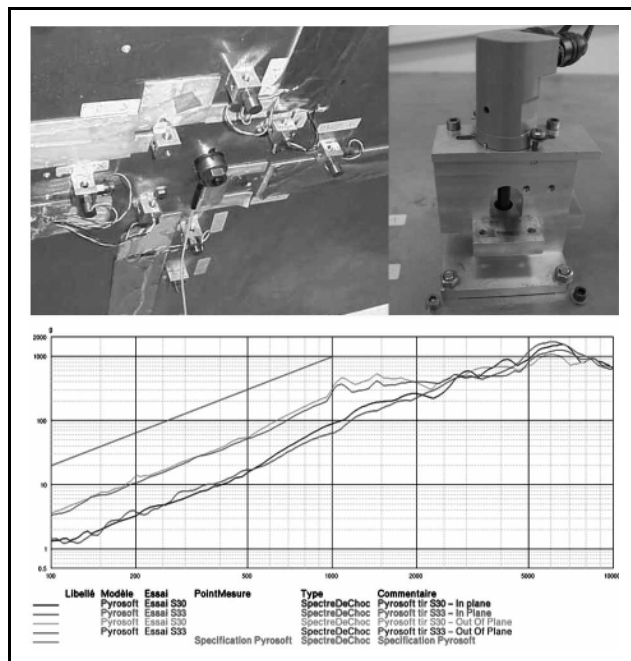 g
2000
1000
100
10
1
0.5
100 200 500 1000 2000 5000 10000
Libellé Modèle Essai PointMesure Type Commentaire
Pyrosoft Essai S30 SpectreDeChoc Pyrosoft tir S30 – In plane
Pyrosoft Essai S33 SpectreDeChoc Pyrosoft tir S33 – In Plane
Pyrosoft Essai S30 SpectreDeChoc Pyrosoft tir S30 – Out Of Plane
Pyrosoft Essai S33 SpectreDeChoc Pyrosoft tir S33 – Out Of Plane
Specification Pyrosoft SpectreDeChoc Specification Pyrosoft